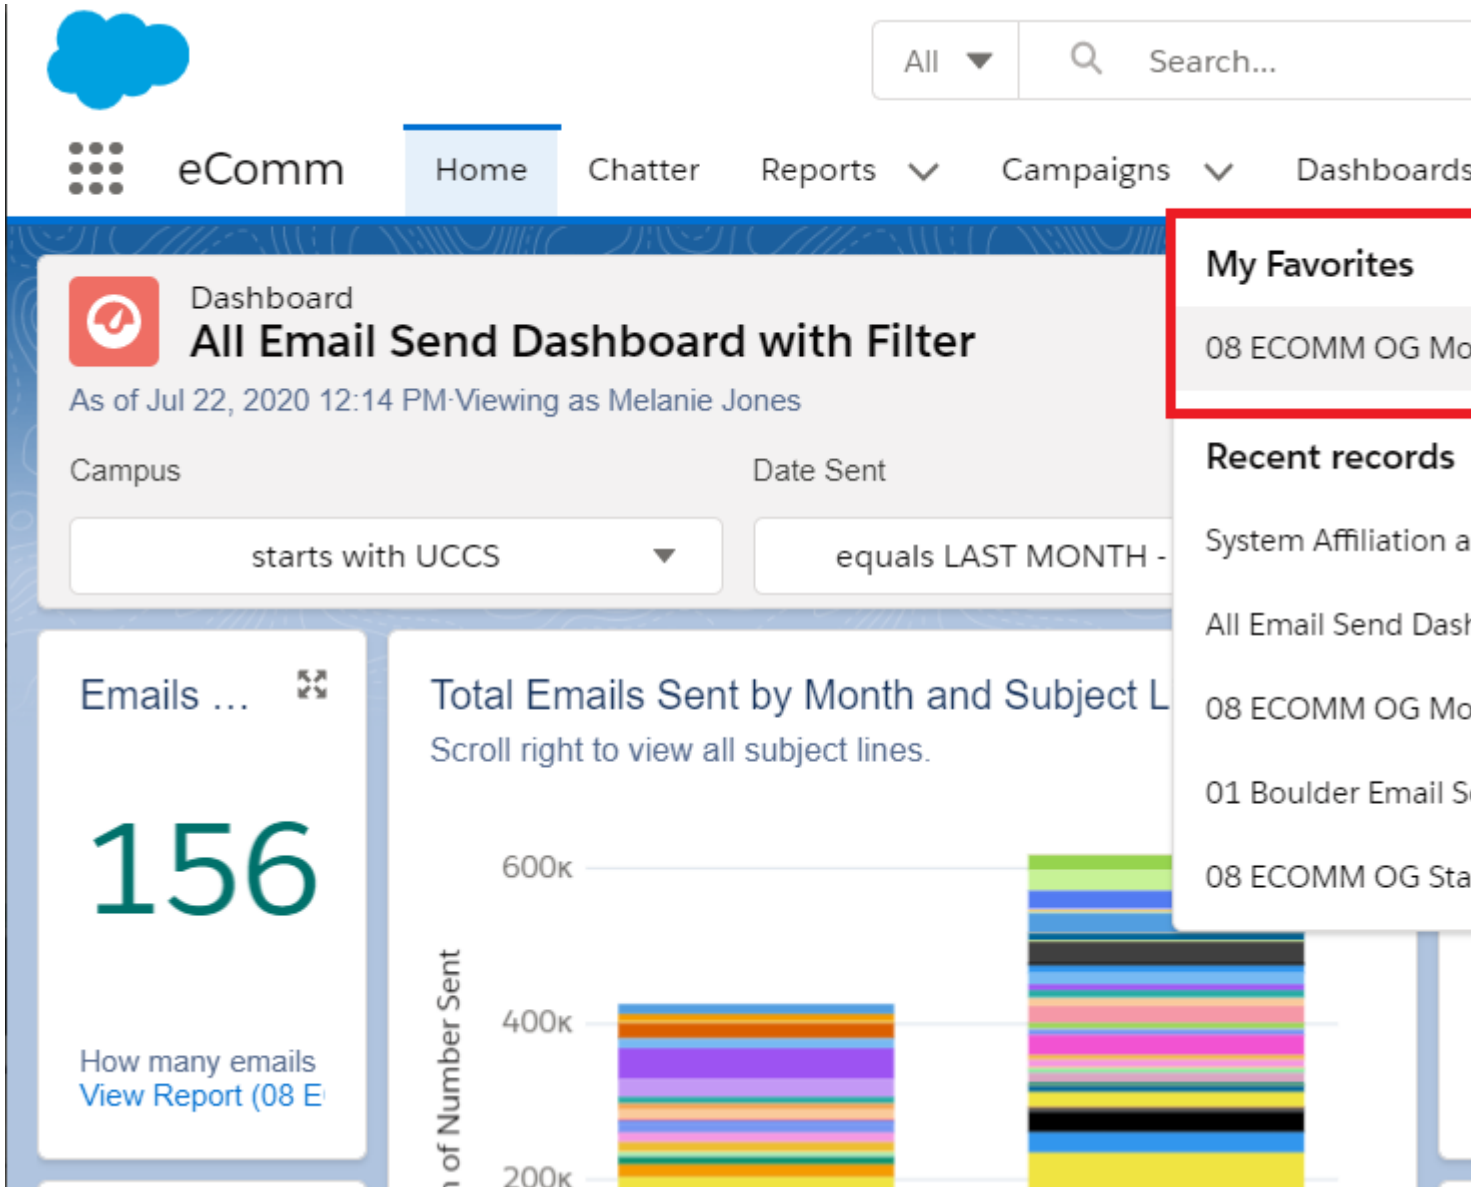 All
Search...
eComm
Home
Chatter
Reports
Campaigns
Dashboards
My Favorites
08 ECOMM OG Mo
Dashboard
All Email Send Dashboard with Filter
As of Jul 22, 2020 12:14 PM·Viewing as Melanie Jones
Campus
Date Sent
starts with UCCS
equals LAST MONTH -
Recent records
System Affiliation a
All Email Send Dash
08 ECOMM OG Mo
01 Boulder Email Se
08 ECOMM OG Sta
Emails ...
156
How many emails
View Report (08 E
Total Emails Sent by Month and Subject L
Scroll right to view all subject lines.
600K
400K
200K
of Number Sent